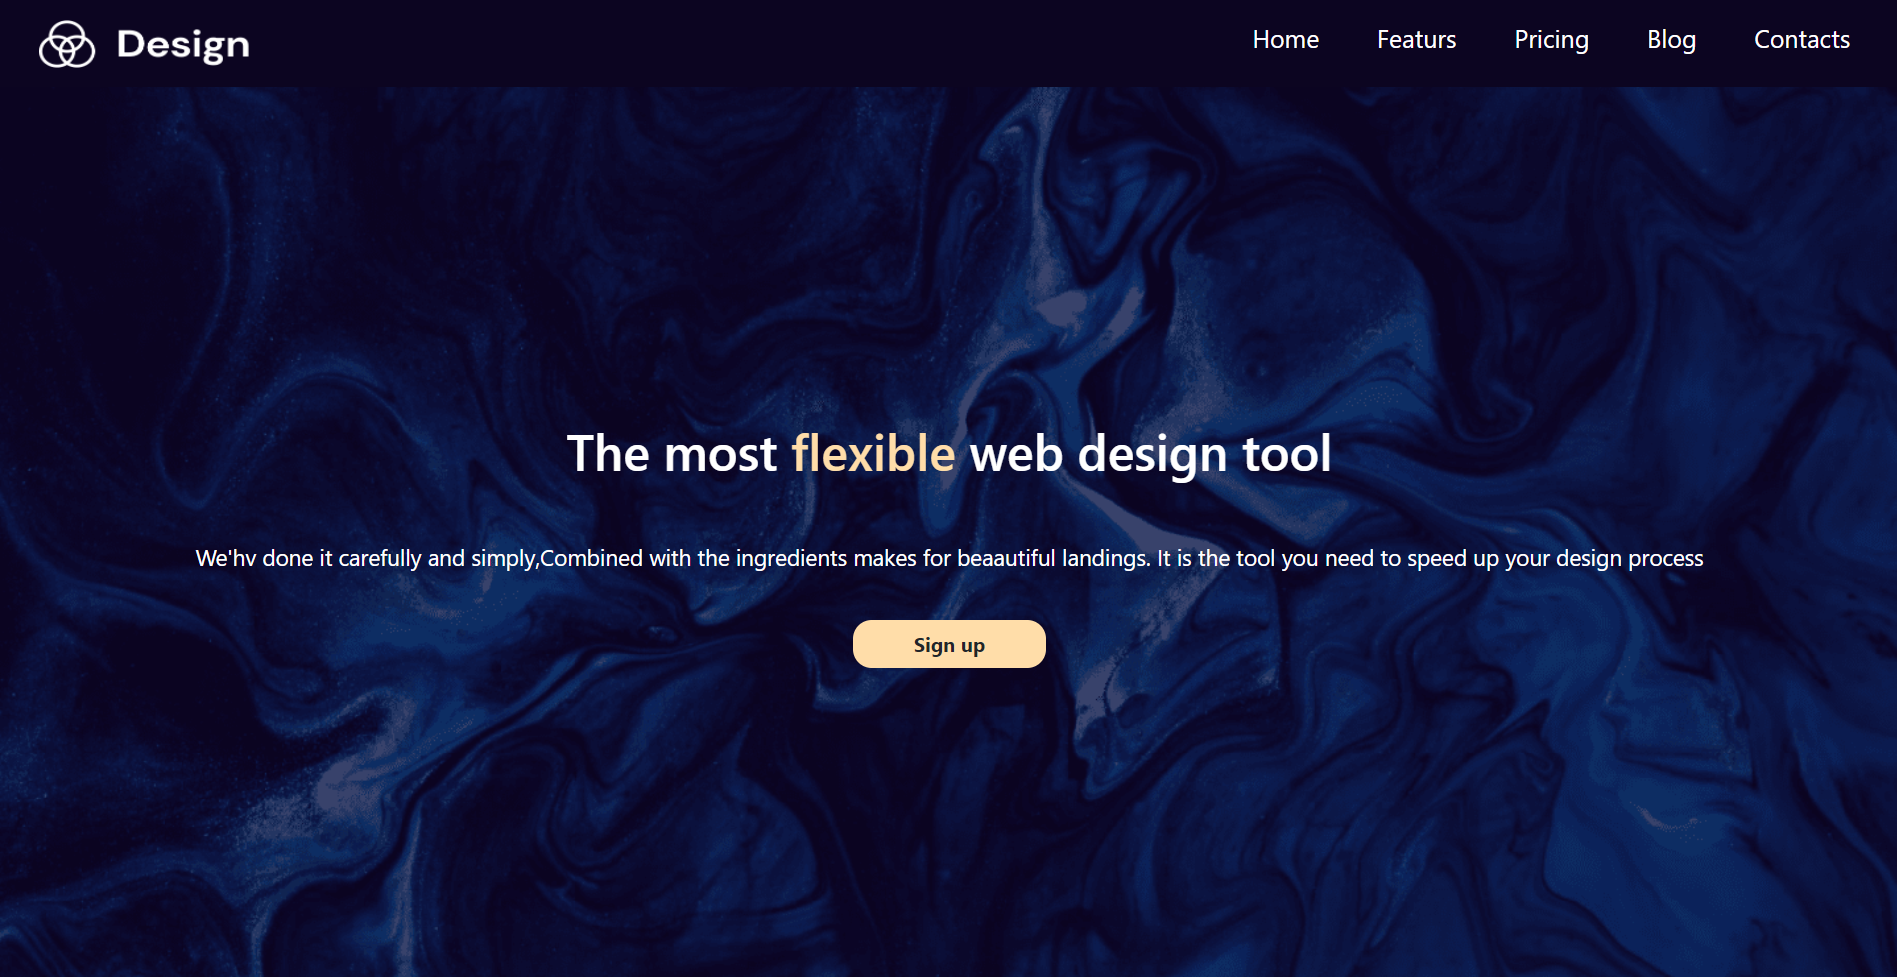 Design
Home Featurs Pricing Blog Contacts
The most flexible web design tool
We'hv done it carefully and simply,Combined with the ingredients makes for beaautiful landings. It is the tool you need to speed up your design process
Sign up